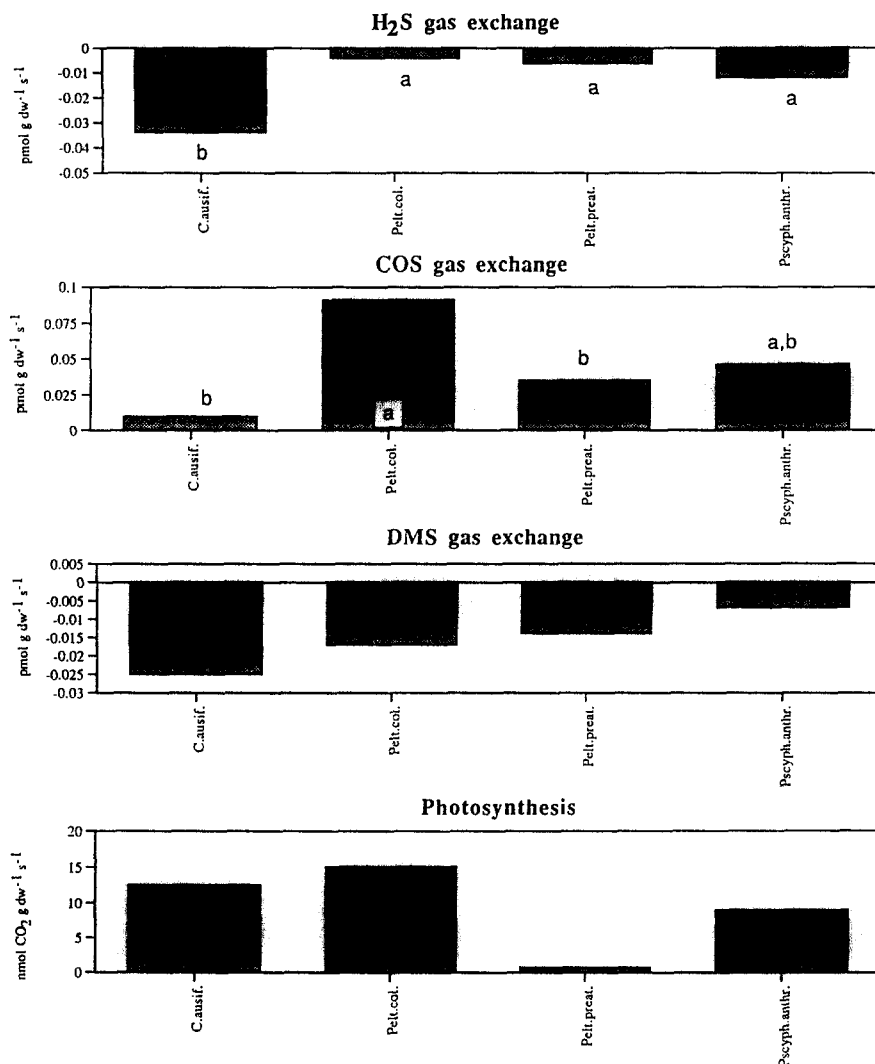 H2S gas exchange
0
-0.01
-0.02
-0.03
-0.04
-0.05
pmol g dw⁻¹ s⁻¹
b
a
a
a
C.ausif.
Pelt.col.
Pelt.preat.
Pscyph.anthr.
COS gas exchange
0.1
0.075
0.05
0.025
0
pmol g dw⁻¹ s⁻¹
b
a
b
a,b
C.ausif.
Pelt.col.
Pelt.preat.
Pscyph.anthr.
DMS gas exchange
0.005
0
-0.005
-0.01
-0.015
-0.02
-0.025
-0.03
pmol g dw⁻¹ s⁻¹
C.ausif.
Pelt.col.
Pelt.preat.
Pscyph.anthr.
Photosynthesis
20
15
10
5
0
nmol CO₂ g dw⁻¹ s⁻¹
C.ausif.
Pelt.col.
Pelt.preat.
Pscyph.anthr.